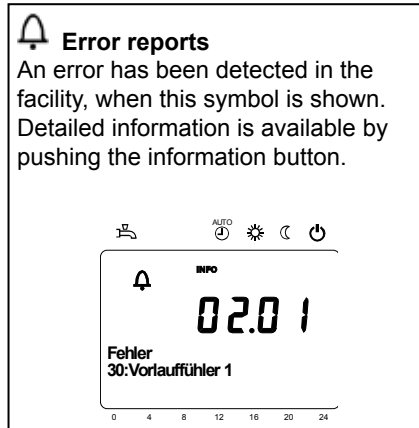 Error reports
An error has been detected in the
facility, when this symbol is shown.
Detailed information is available by
pushing the information button.
AUTO
INFO
02.01
Fehler
30:Vorlauffühler 1
0 4 8 12 16 20 24